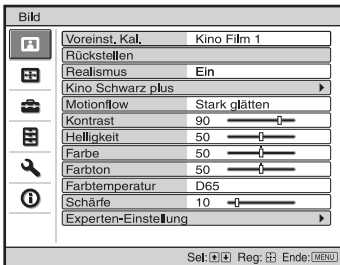 Bild
Voreinst. Kal. Kino Film 1
Rückstellen
Realismus Ein
Kino Schwarz plus
Motionflow Stark glätten
Kontrast 90
Helligkeit 50
Farbe 50
Farbton 50
Farbtemperatur D65
Schärfe 10
Experten-Einstellung
Sel: Reg: Ende: MENU